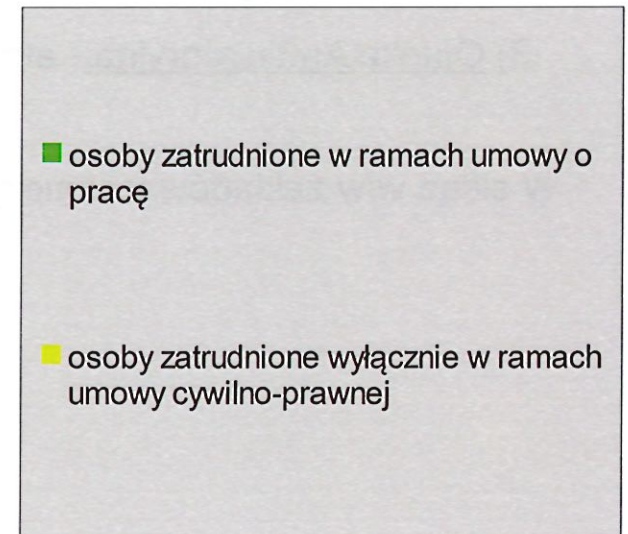 osoby zatrudnione w ramach umowy o
pracę
osoby zatrudnione wyłącznie w ramach
umowy cywilno-prawnej